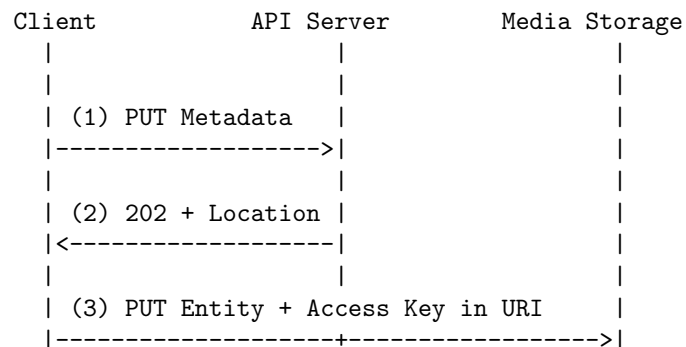 Client API Server Media Storage
(1) PUT Metadata
(2) 202 + Location
(3) PUT Entity + Access Key in URI